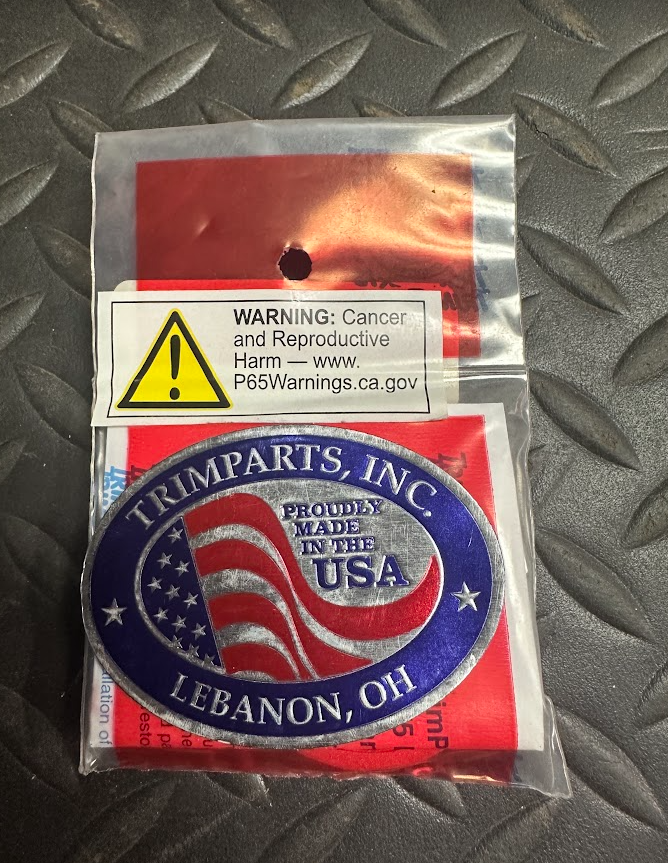 WARNING: Cancer
and Reproductive
Harm — www.
P65Warnings.ca.gov
TRIMPARTS, INC.
PROUDLY
MADE
IN THE
USA
LEBANON, OH